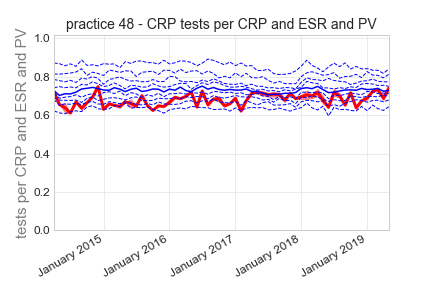 practice 48 - CRP tests per CRP and ESR and PV
tests per CRP and ESR and PV
1.0
0.8
0.6
0.4
0.2
0.0
January 2015
January 2016
January 2017
January 2018
January 2019